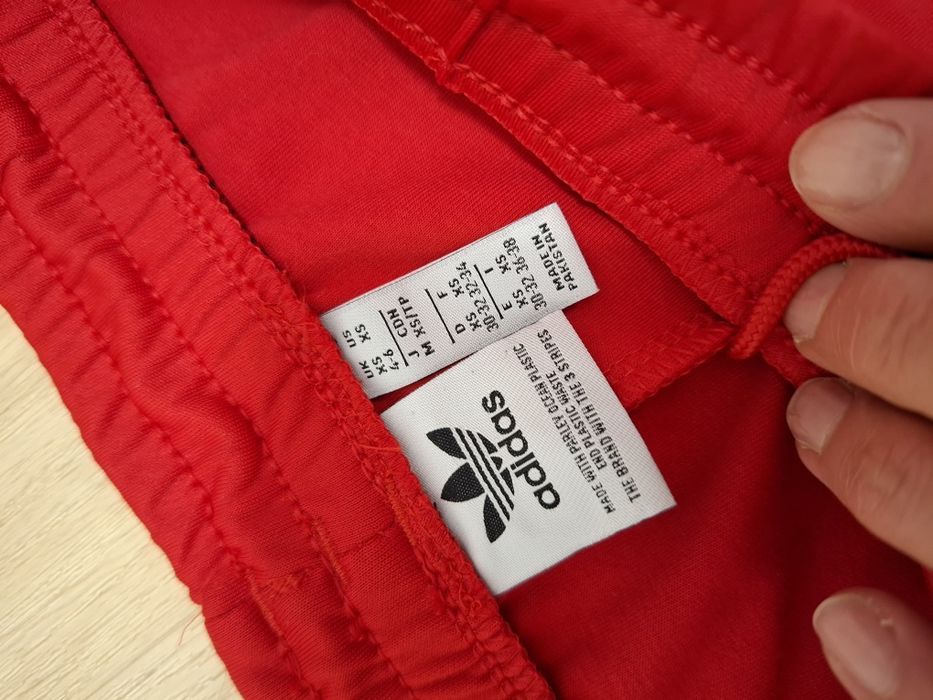 UK US
XS XS
4-6
J CDN
M XS/TP
D F
XS XS
30-32 32-34
E I
XS XS
30-32 36-38
MADE IN
PAKISTAN
adidas
MADE WITH PARLEY OCEAN PLASTIC
END PLASTIC WASTE
THE BRAND WITH THE 3 STRIPES